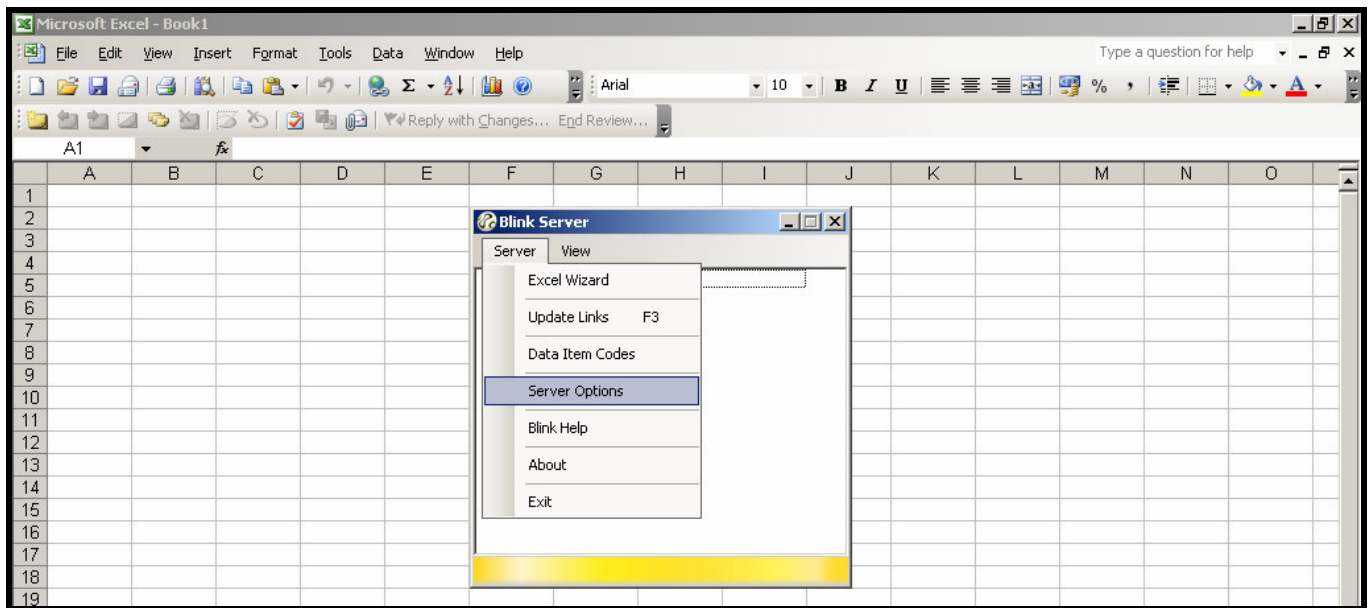 Microsoft Excel - Book1
File Edit View Insert Format Tools Data Window Help Type a question for help
Arial 10 B I U % ,
Reply with Changes... End Review...
A1 fx
A B C D E F G H I J K L M N O
1
2
3
4
5
6
7
8
9
10
11
12
13
14
15
16
17
18
19
Blink Server
Server View
Excel Wizard
Update Links F3
Data Item Codes
Server Options
Blink Help
About
Exit